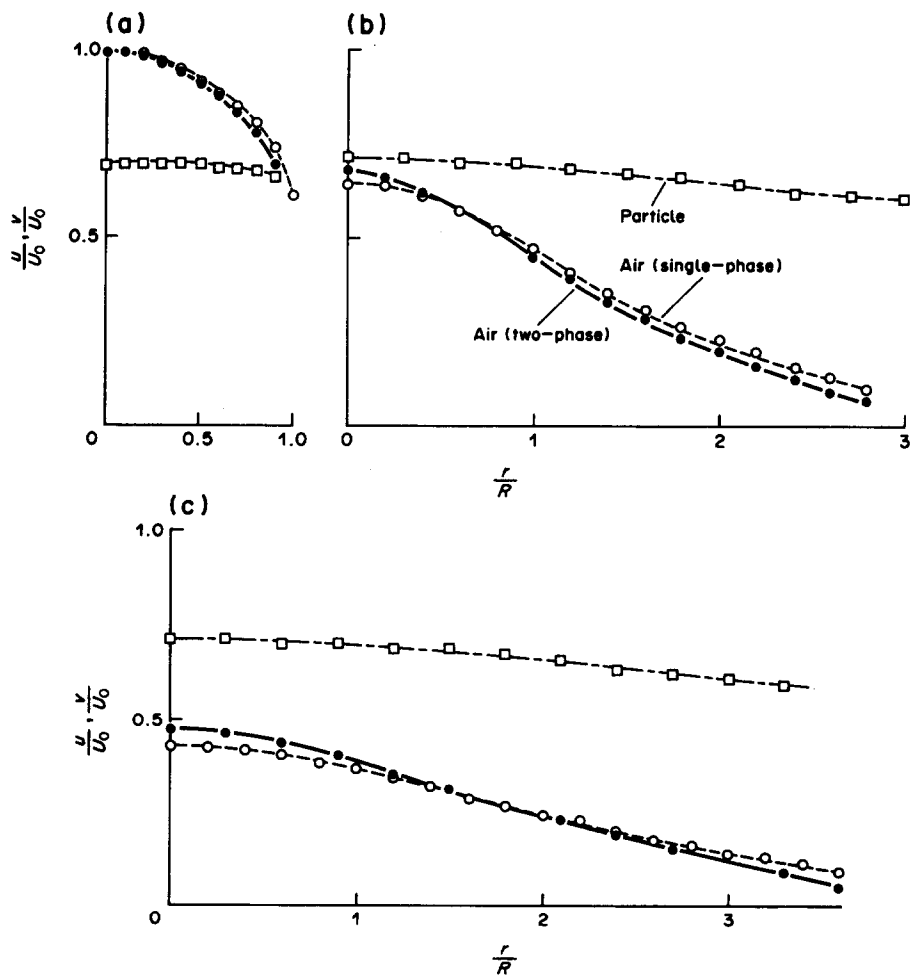 (a)
(b)
1.0
0.5
u/U₀, v/U₀
0
0.5
1.0
Particle
Air (single-phase)
Air (two-phase)
0
1
2
3
r/R
(c)
1.0
0.5
u/U₀, v/U₀
0
1
2
3
r/R